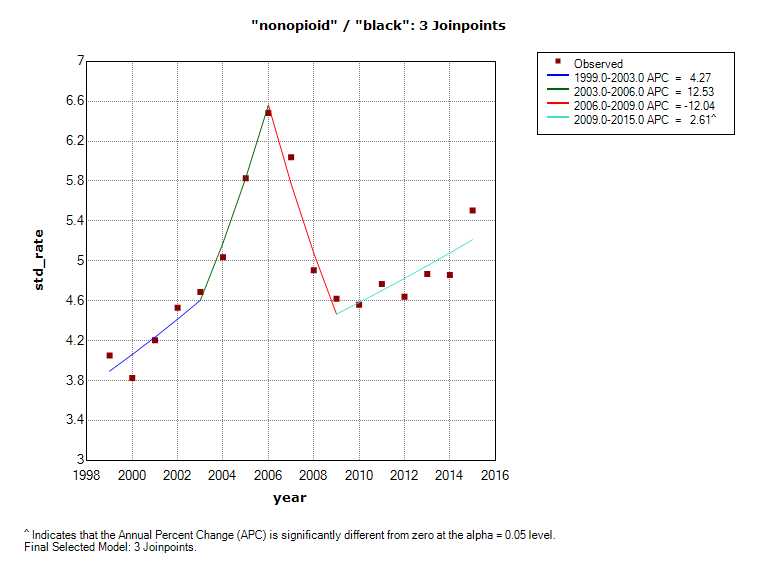 "nonopioid" / "black": 3 Joinpoints
Observed
1999.0-2003.0 APC = 4.27
2003.0-2006.0 APC = 12.53
2006.0-2009.0 APC = -12.04
2009.0-2015.0 APC = 2.61^
std_rate
7
6.6
6.2
5.8
5.4
5
4.6
4.2
3.8
3.4
3
1998 2000 2002 2004 2006 2008 2010 2012 2014 2016
year
^ Indicates that the Annual Percent Change (APC) is significantly different from zero at the alpha = 0.05 level.
Final Selected Model: 3 Joinpoints.